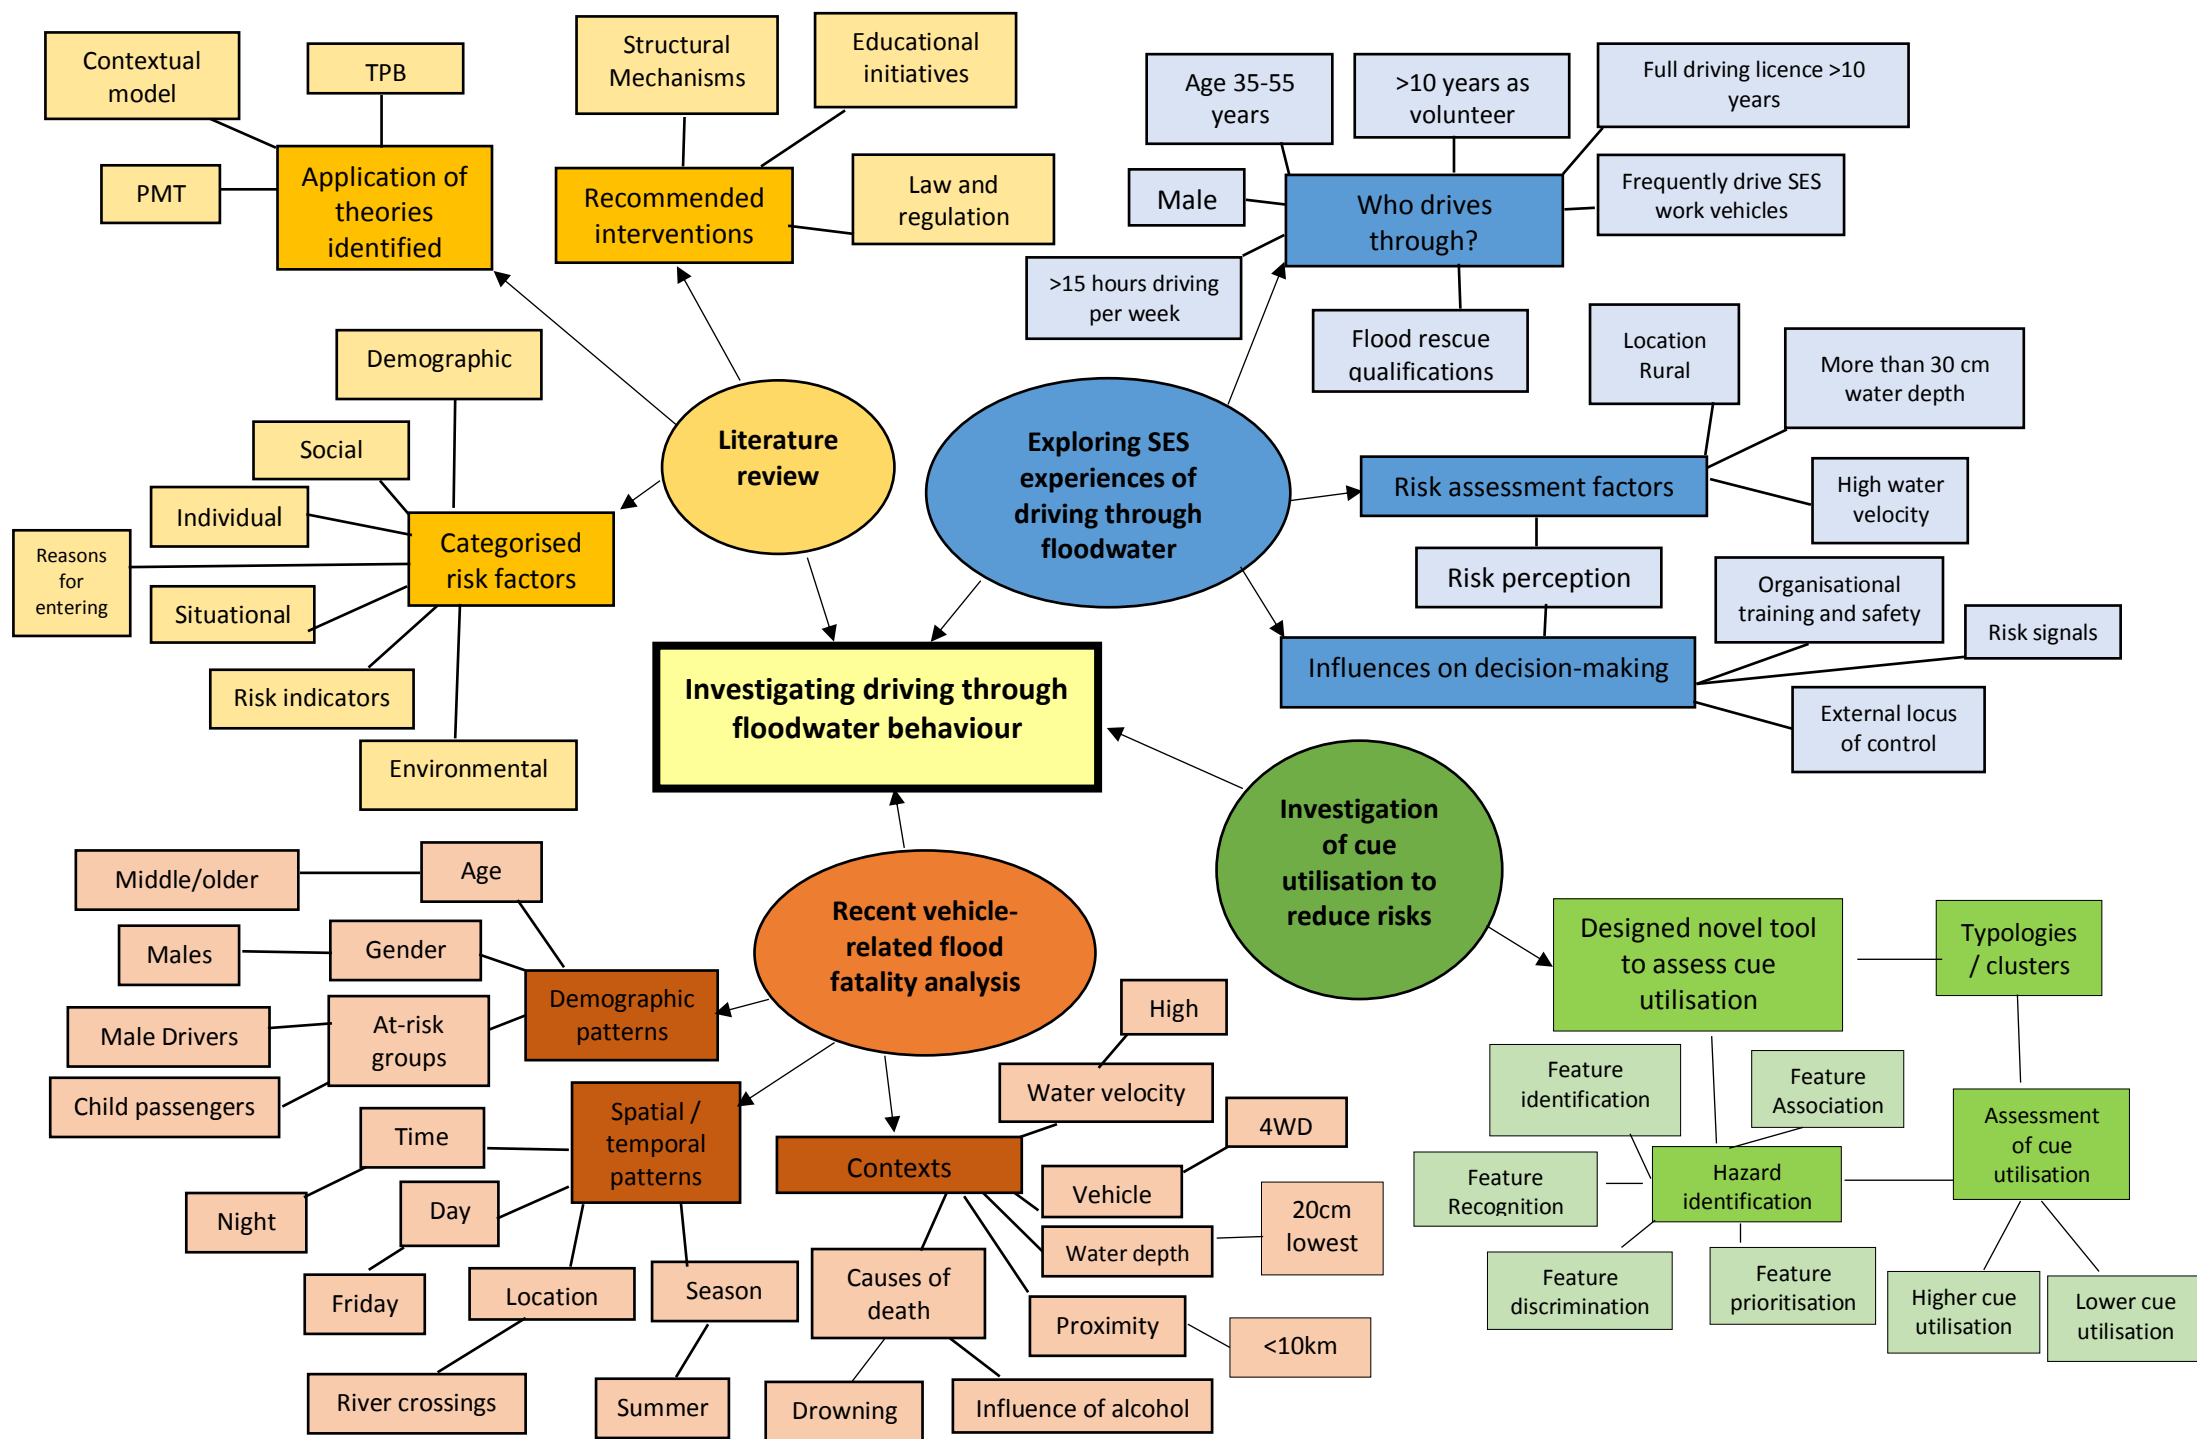 Contextual
model
TPB
PMT
Application of
theories
identified
Structural
Mechanisms
Educational
initiatives
Recommended
interventions
Law and
regulation
Age 35-55
years
>10 years as
volunteer
Full driving licence >10
years
Male
Who drives
through?
Frequently drive SES
work vehicles
>15 hours driving
per week
Flood rescue
qualifications
Demographic
Social
Individual
Reasons
for
entering
Categorised
risk factors
Situational
Risk indicators
Environmental
Literature
review
Exploring SES
experiences of
driving through
floodwater
Location
Rural
More than 30 cm
water depth
Risk assessment factors
High water
velocity
Risk perception
Organisational
training and safety
Risk signals
Influences on decision-making
External locus
of control
Investigating driving through
floodwater behaviour
Investigation
of cue
utilisation to
reduce risks
Recent vehicle-
related flood
fatality analysis
Middle/older
Age
Males
Gender
Demographic
patterns
Male Drivers
At-risk
groups
Child passengers
Time
Spatial /
temporal
patterns
Night
Day
Friday
Location
Season
River crossings
Summer
High
Water velocity
Contexts
4WD
Vehicle
Water depth
20cm
lowest
Causes of
death
Proximity
<10km
Drowning
Influence of alcohol
Designed novel tool
to assess cue
utilisation
Typologies
/ clusters
Feature
identification
Feature
Association
Assessment
of cue
utilisation
Feature
Recognition
Hazard
identification
Feature
discrimination
Feature
prioritisation
Higher cue
utilisation
Lower cue
utilisation